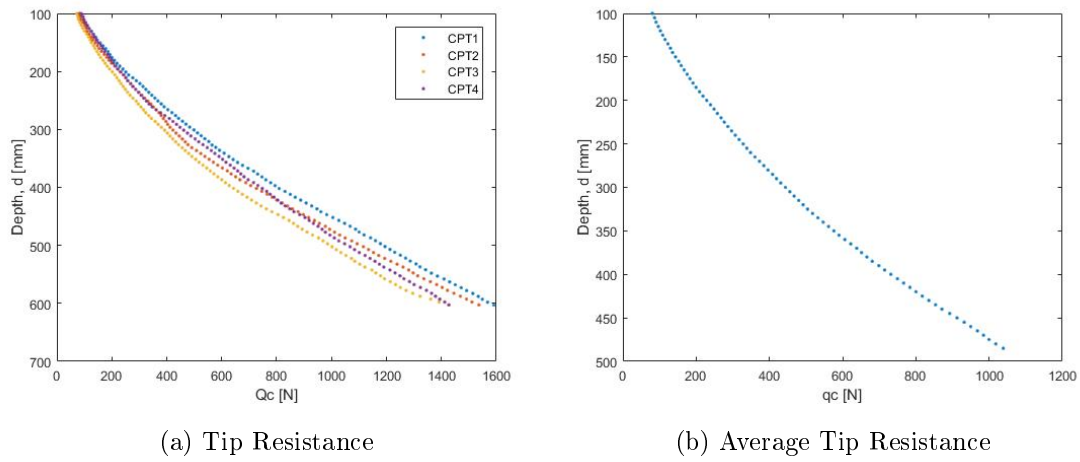 100
200
300
400
500
600
700
Depth, d [mm]
0 200 400 600 800 1000 1200 1400 1600
Qc [N]
CPT1
CPT2
CPT3
CPT4
(a) Tip Resistance
100
150
200
250
300
350
400
450
500
Depth, d [mm]
0 200 400 600 800 1000 1200
qc [N]
(b) Average Tip Resistance